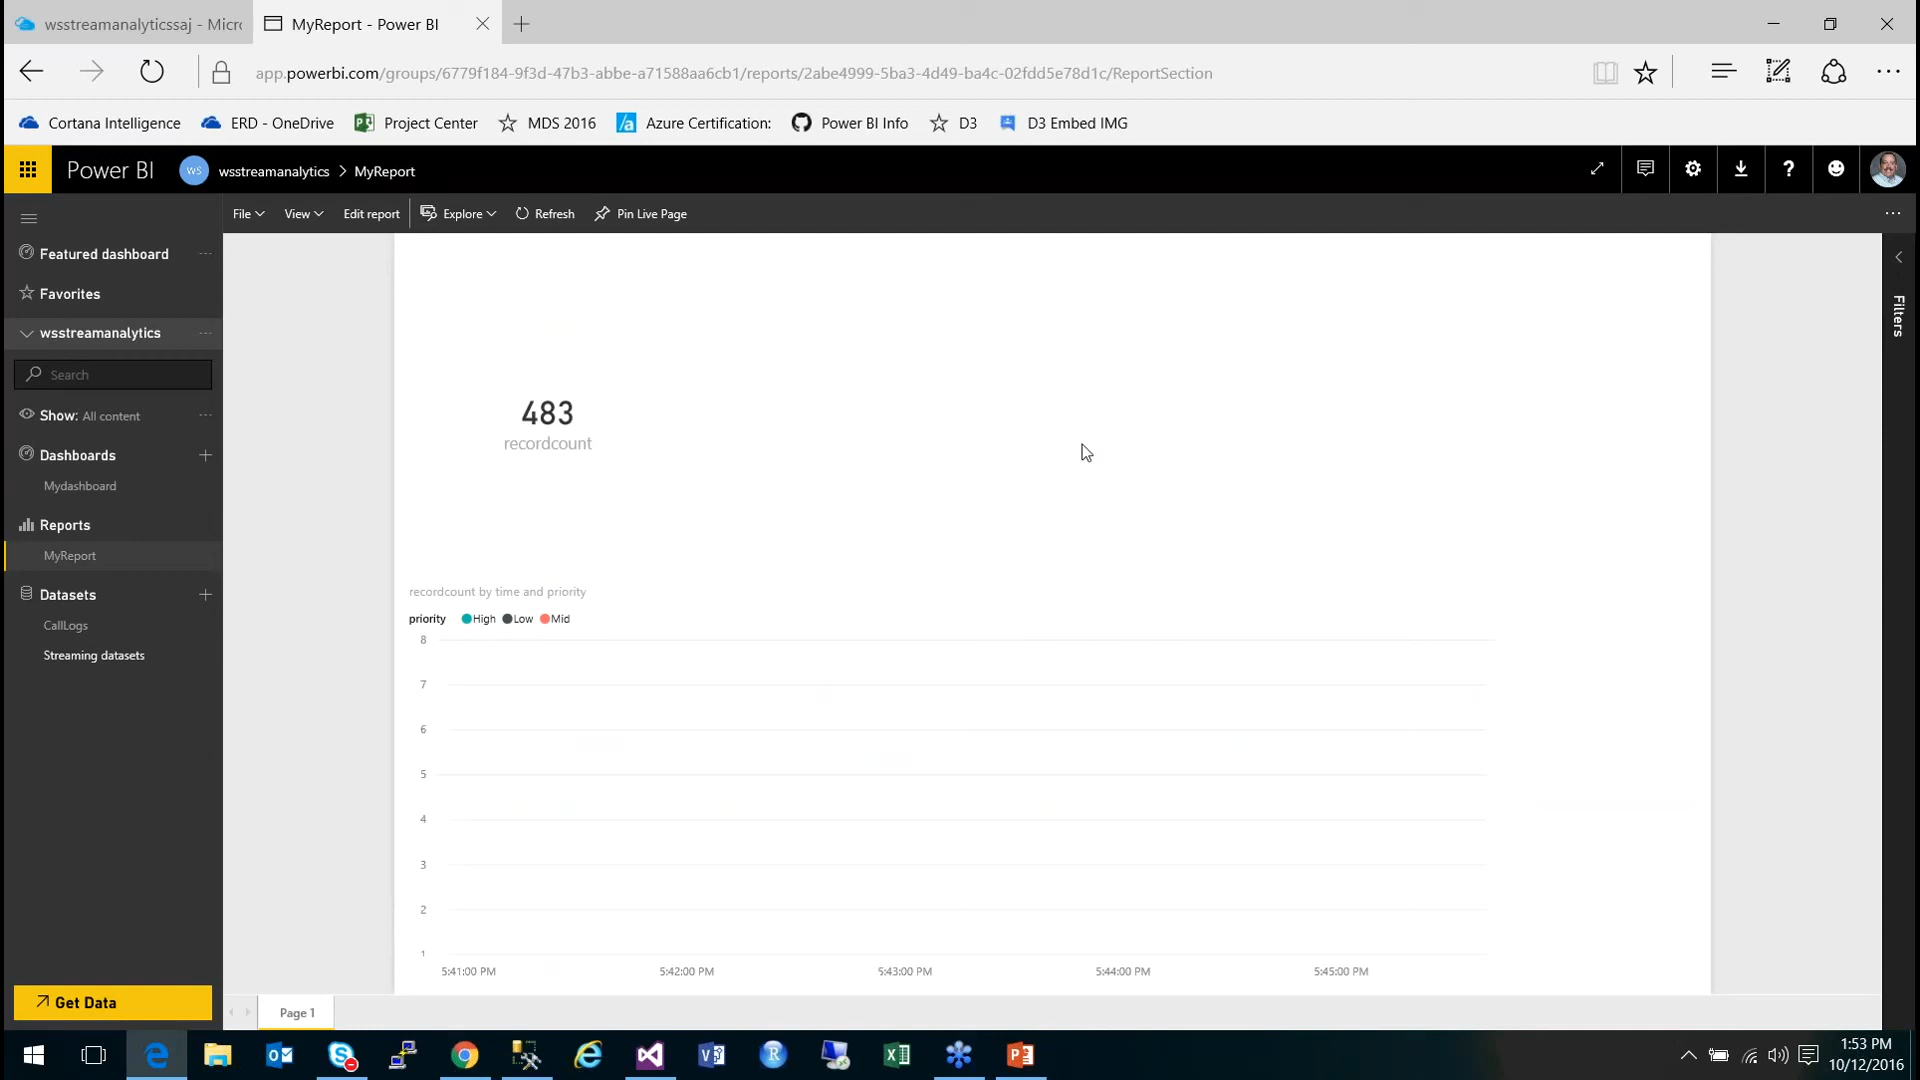 wsstreamanalyticssaj - Micr
MyReport - Power BI
app.powerbi.com/groups/6779f184-9f3d-47b3-abbe-a71588aa6cb1/reports/2abe4999-5ba3-4d49-ba4c-02fdd5e78d1c/ReportSection
Cortana Intelligence
ERD - OneDrive
Project Center
MDS 2016
Azure Certification:
Power BI Info
D3
D3 Embed IMG
Power BI
WS
wsstreamanalytics > MyReport
File
View
Edit report
Explore
Refresh
Pin Live Page
Featured dashboard
Favorites
wsstreamanalytics
Search
Show: All content
Dashboards
Mydashboard
Reports
MyReport
Datasets
CallLogs
Streaming datasets
Get Data
Filters
483
recordcount
recordcount by time and priority
priority High Low Mid
8
7
6
5
4
3
2
1
5:41:00 PM 5:42:00 PM 5:43:00 PM 5:44:00 PM 5:45:00 PM
Page 1
1:53 PM
10/12/2016